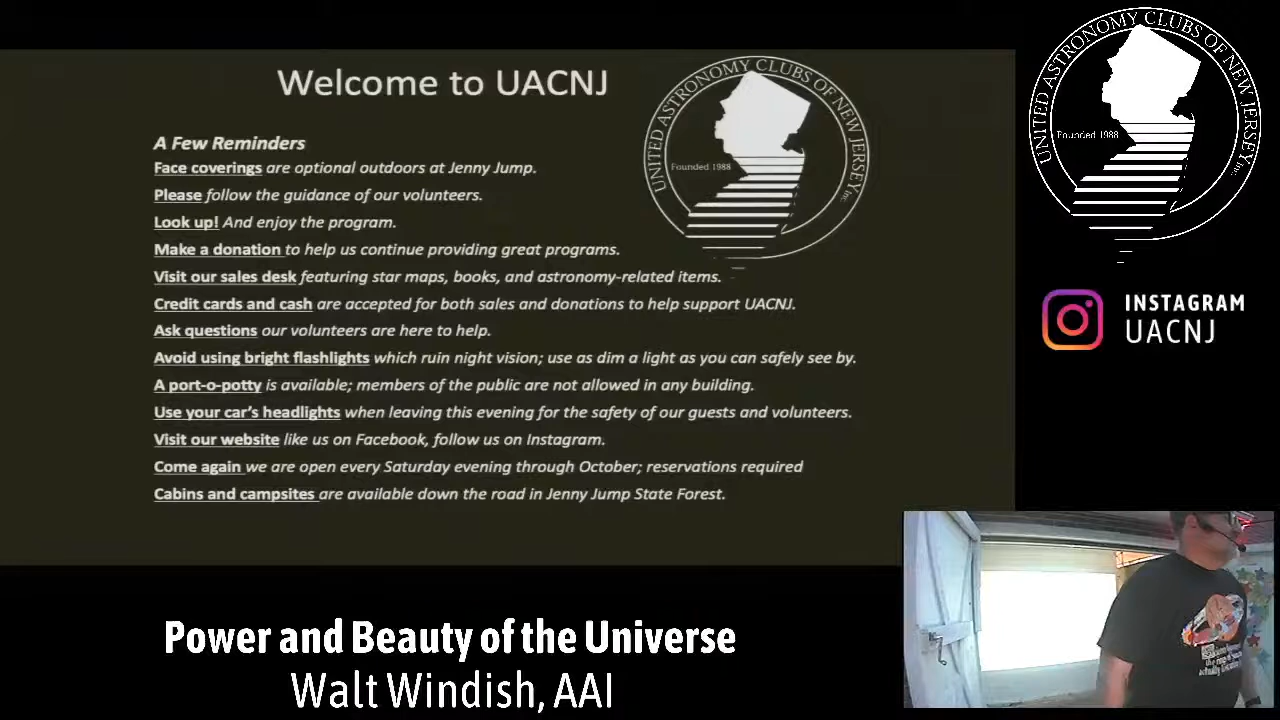 Welcome to UACNJ
UNITED ASTRONOMY CLUBS OF NEW JERSEY Inc.
Founded 1988
A Few Reminders
Face coverings are optional outdoors at Jenny Jump.
Please follow the guidance of our volunteers.
Look up! And enjoy the program.
Make a donation to help us continue providing great programs.
Visit our sales desk featuring star maps, books, and astronomy-related items.
Credit cards and cash are accepted for both sales and donations to help support UACNJ.
Ask questions our volunteers are here to help.
Avoid using bright flashlights which ruin night vision; use as dim a light as you can safely see by.
A port-o-potty is available; members of the public are not allowed in any building.
Use your car's headlights when leaving this evening for the safety of our guests and volunteers.
Visit our website like us on Facebook, follow us on Instagram.
Come again we are open every Saturday evening through October; reservations required
Cabins and campsites are available down the road in Jenny Jump State Forest.
UNITED ASTRONOMY CLUBS OF NEW JERSEY Inc.
Founded 1988
INSTAGRAM
UACNJ
Power and Beauty of the Universe
Walt Windish, AAI